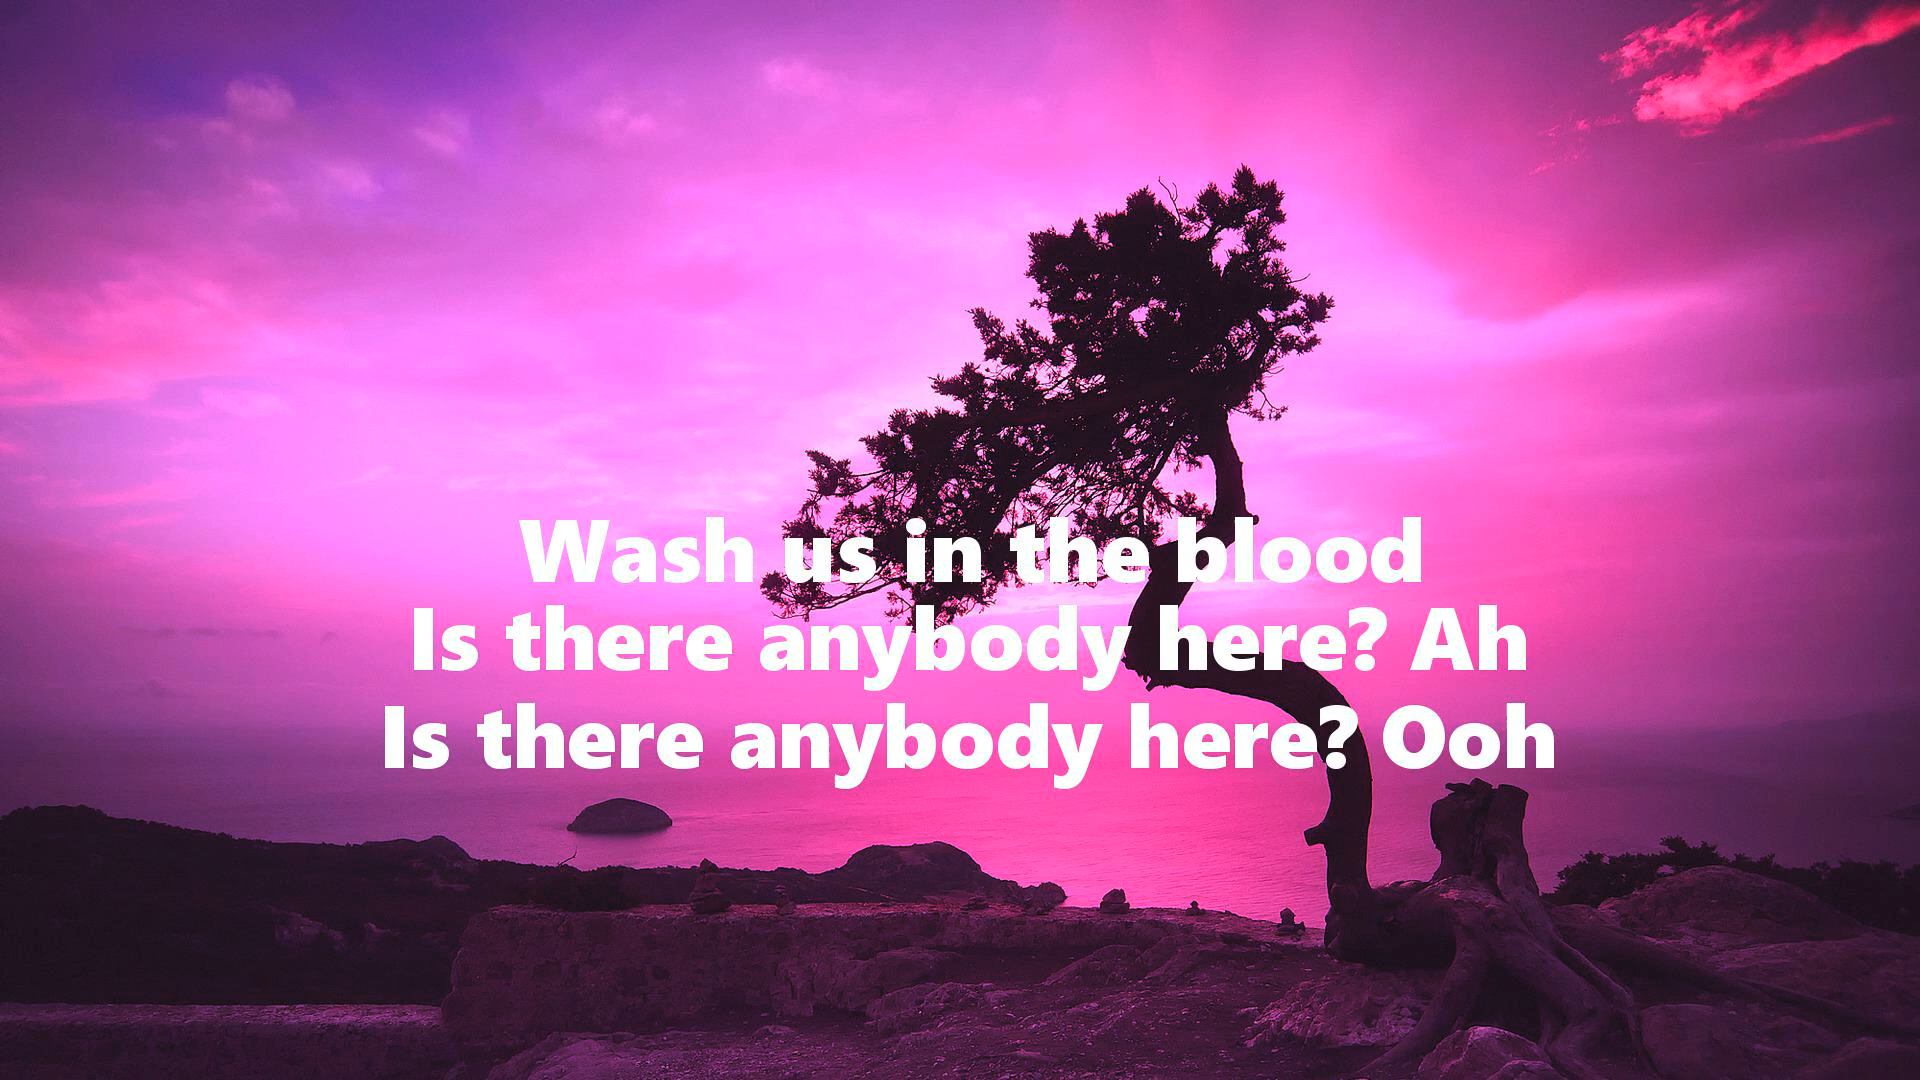 Wash us in the blood
Is there anybody here? Ah
Is there anybody here? Ooh